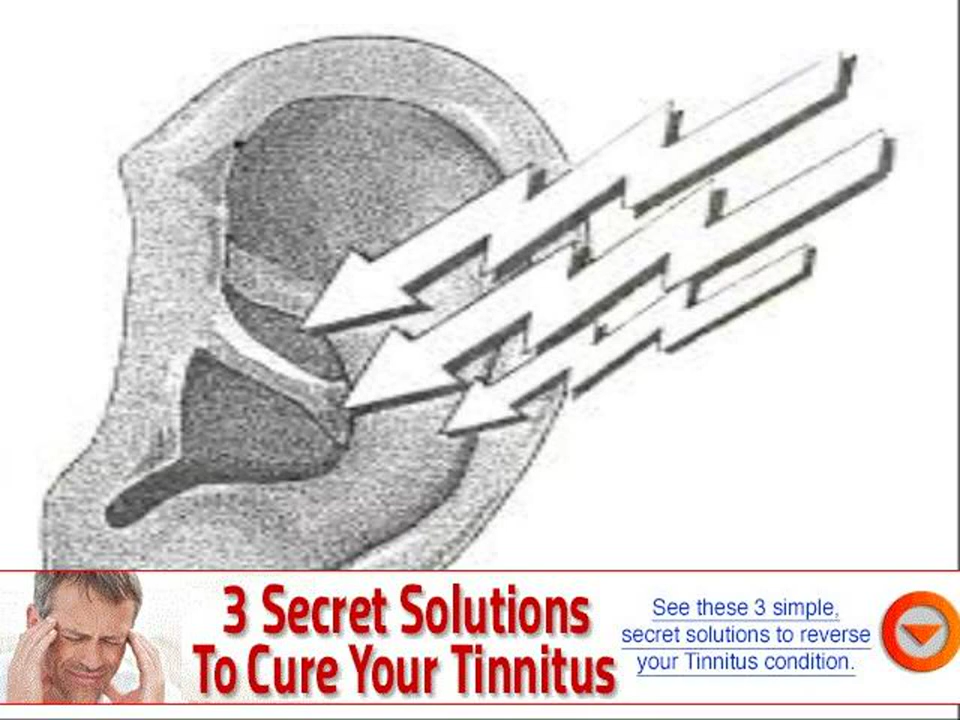 3 Secret Solutions
To Cure Your Tinnitus
See these 3 simple,
secret solutions to reverse
your Tinnitus condition.